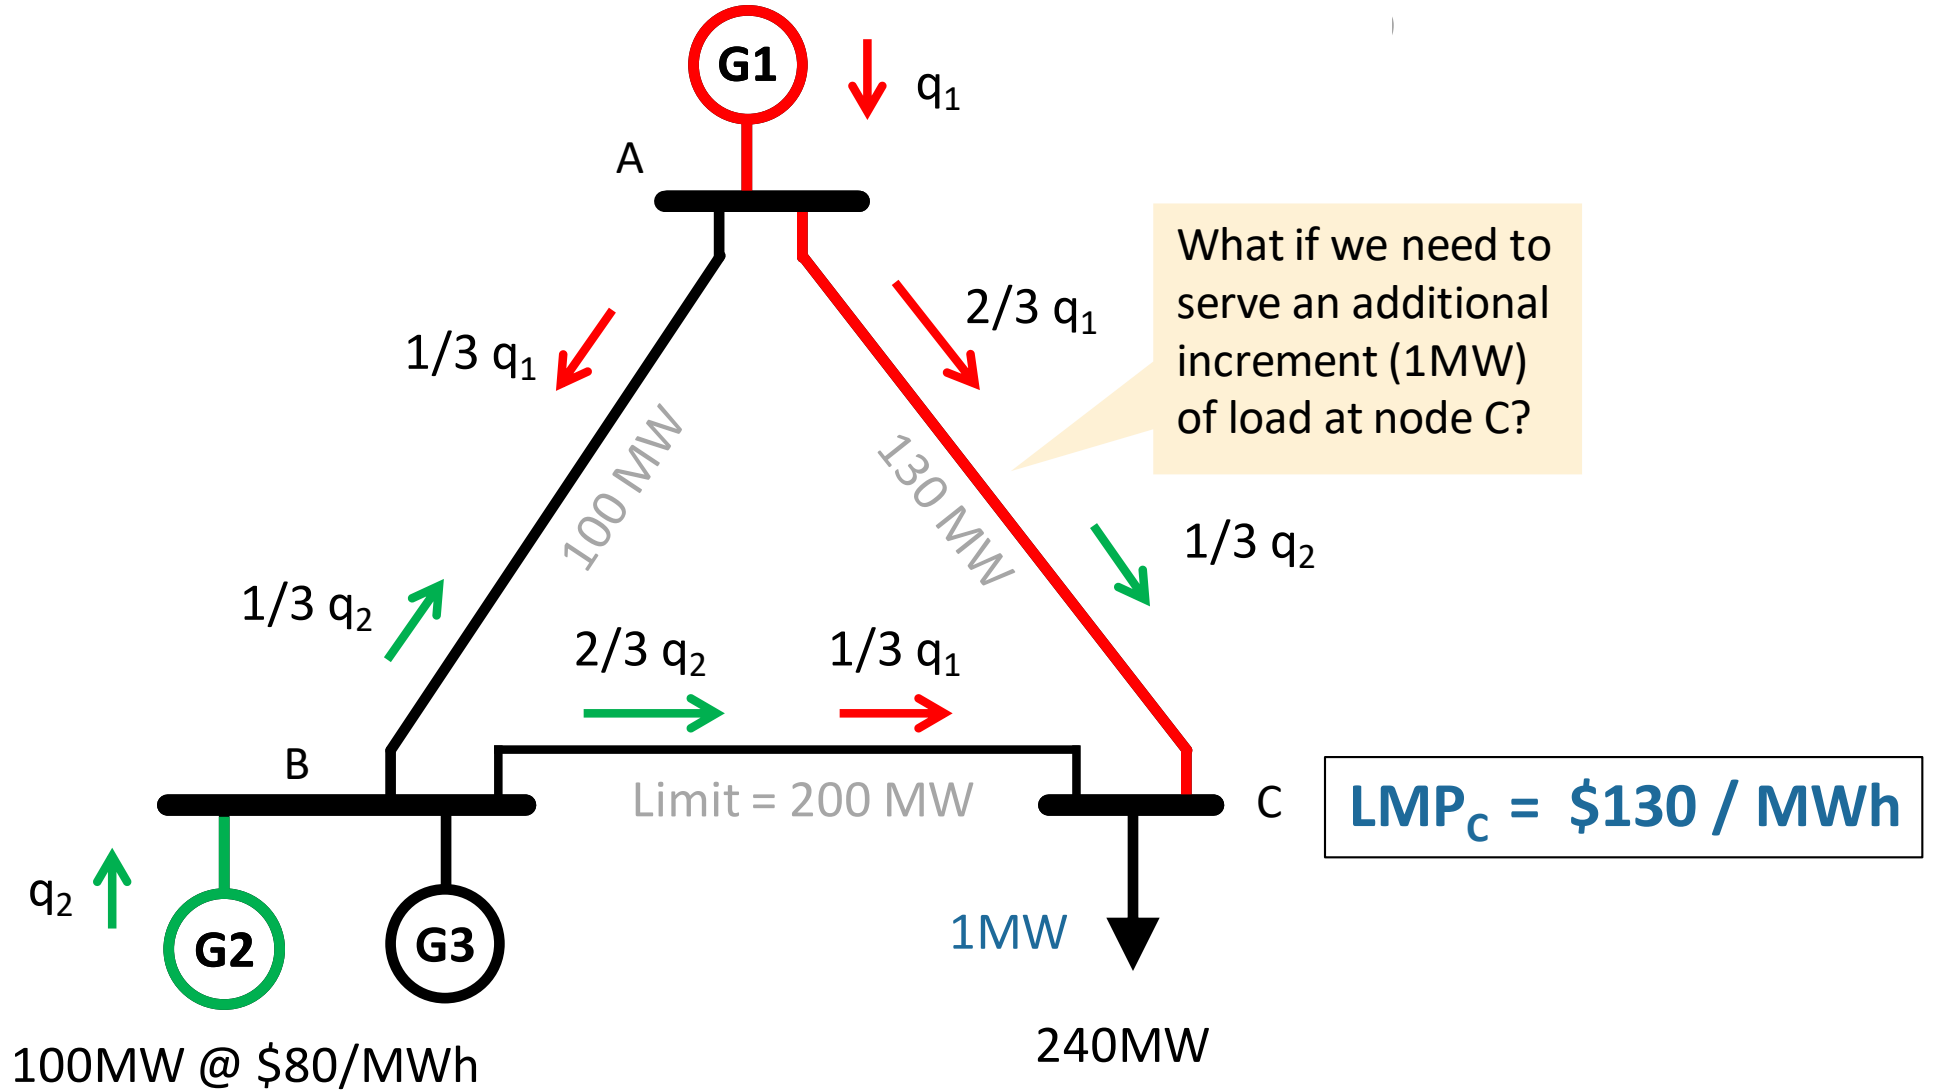 G1
q₁
A
What if we need to
serve an additional
increment (1MW)
of load at node C?
1/3 q₁
2/3 q₁
100 MW
130 MW
1/3 q₂
1/3 q₂
2/3 q₂
1/3 q₁
B
Limit = 200 MW
C
LMP_C = $130 / MWh
q₂
G2
G3
1MW
240MW
100MW @ $80/MWh